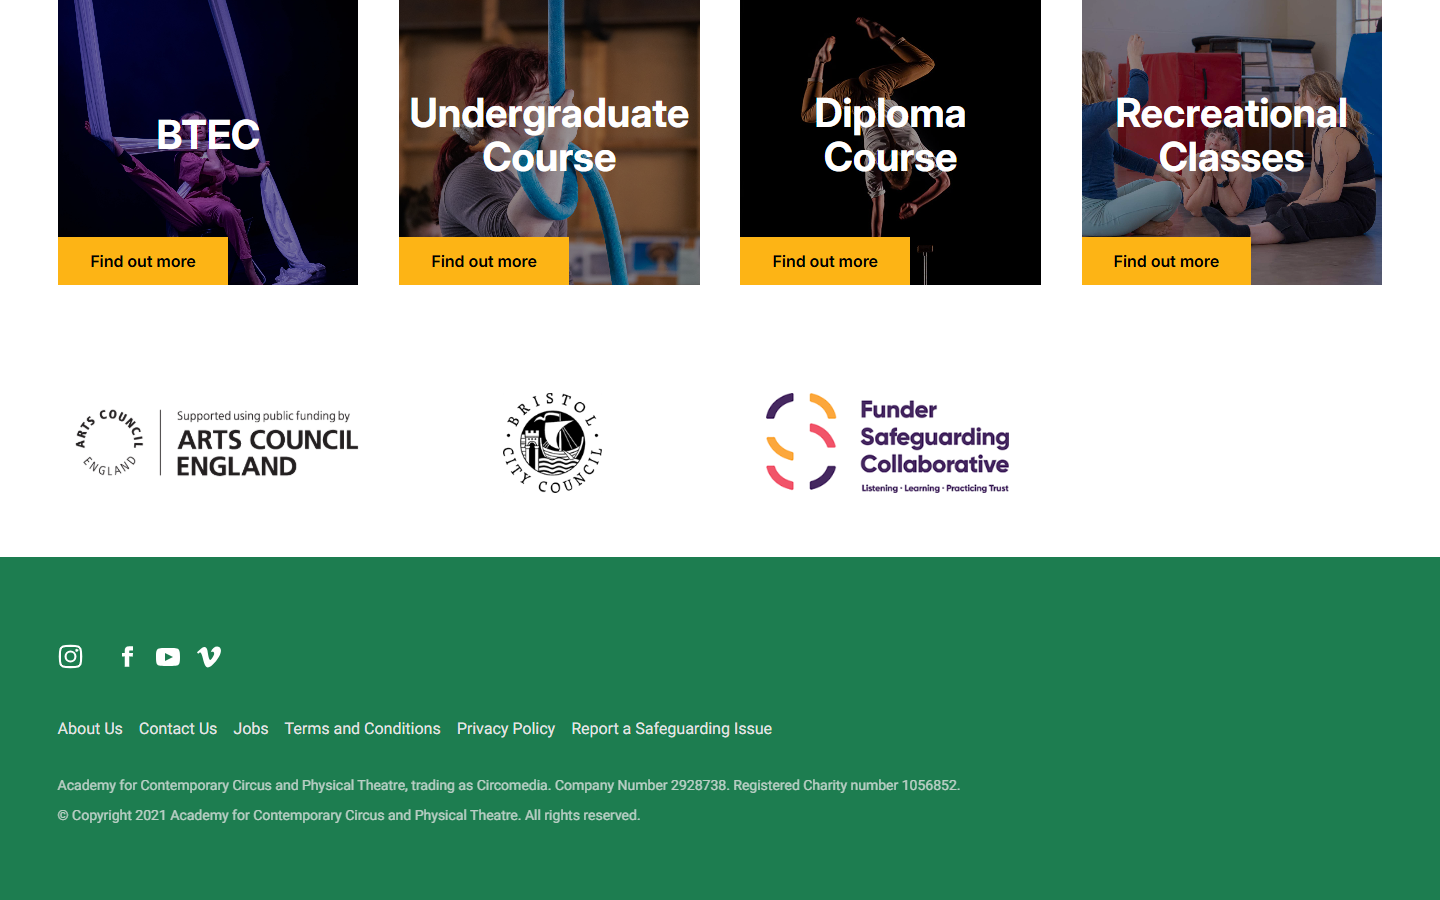 BTEC
Find out more
Undergraduate
Course
Find out more
Diploma
Course
Find out more
Recreational
Classes
Find out more
ARTS COUNCIL
ENGLAND
Supported using public funding by
ARTS COUNCIL
ENGLAND
BRISTOL
CITY COUNCIL
Funder
Safeguarding
Collaborative
Listening · Learning · Practicing Trust
About Us Contact Us Jobs Terms and Conditions Privacy Policy Report a Safeguarding Issue
Academy for Contemporary Circus and Physical Theatre, trading as Circomedia. Company Number 2928738. Registered Charity number 1056852.
© Copyright 2021 Academy for Contemporary Circus and Physical Theatre. All rights reserved.